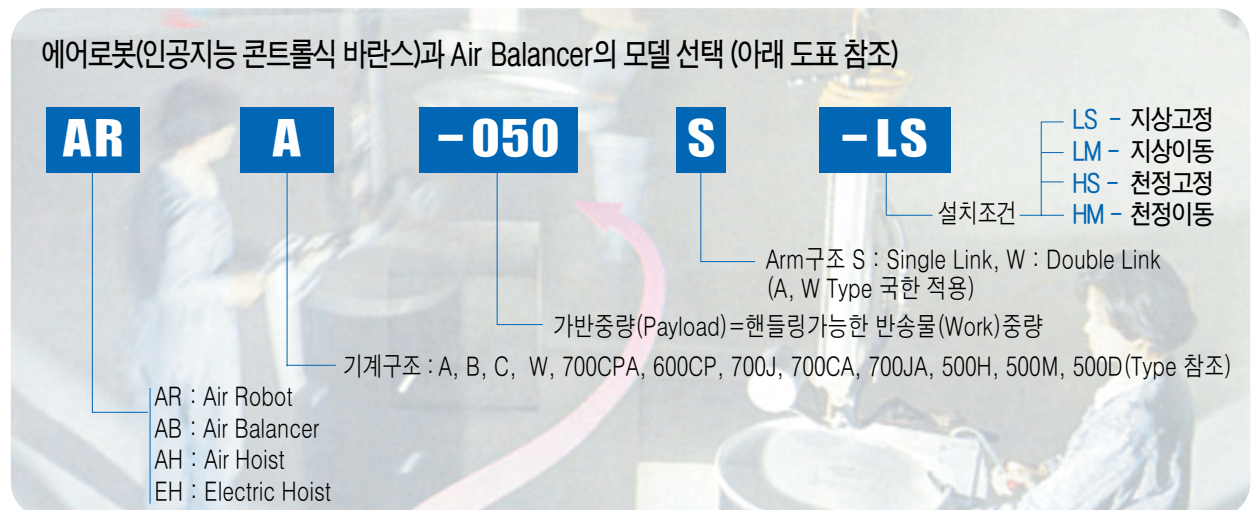 에어로봇(인공지능 콘트롤식 바란스)과 Air Balancer의 모델 선택 (아래 도표 참조)
AR A -050 S -LS
LS - 지상고정
LM - 지상이동
HS - 천정고정
HM - 천정이동
설치조건
Arm구조 S : Single Link, W : Double Link
(A, W Type 국한 적용)
가반중량(Payload)=핸들링가능한 반송물(Work)중량
기계구조 : A, B, C, W, 700CPA, 600CP, 700J, 700CA, 700JA, 500H, 500M, 500D(Type 참조)
AR : Air Robot
AB : Air Balancer
AH : Air Hoist
EH : Electric Hoist